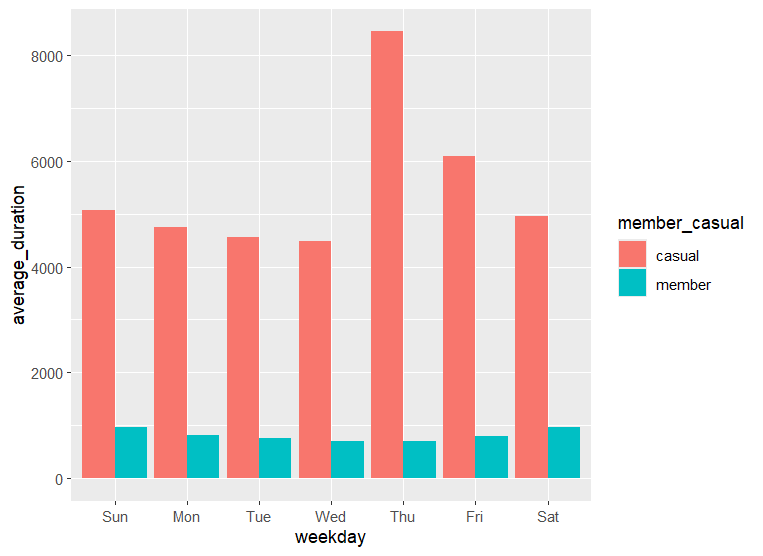 8000
6000
4000
2000
0
average_duration
Sun Mon Tue Wed Thu Fri Sat
weekday
member_casual
casual
member